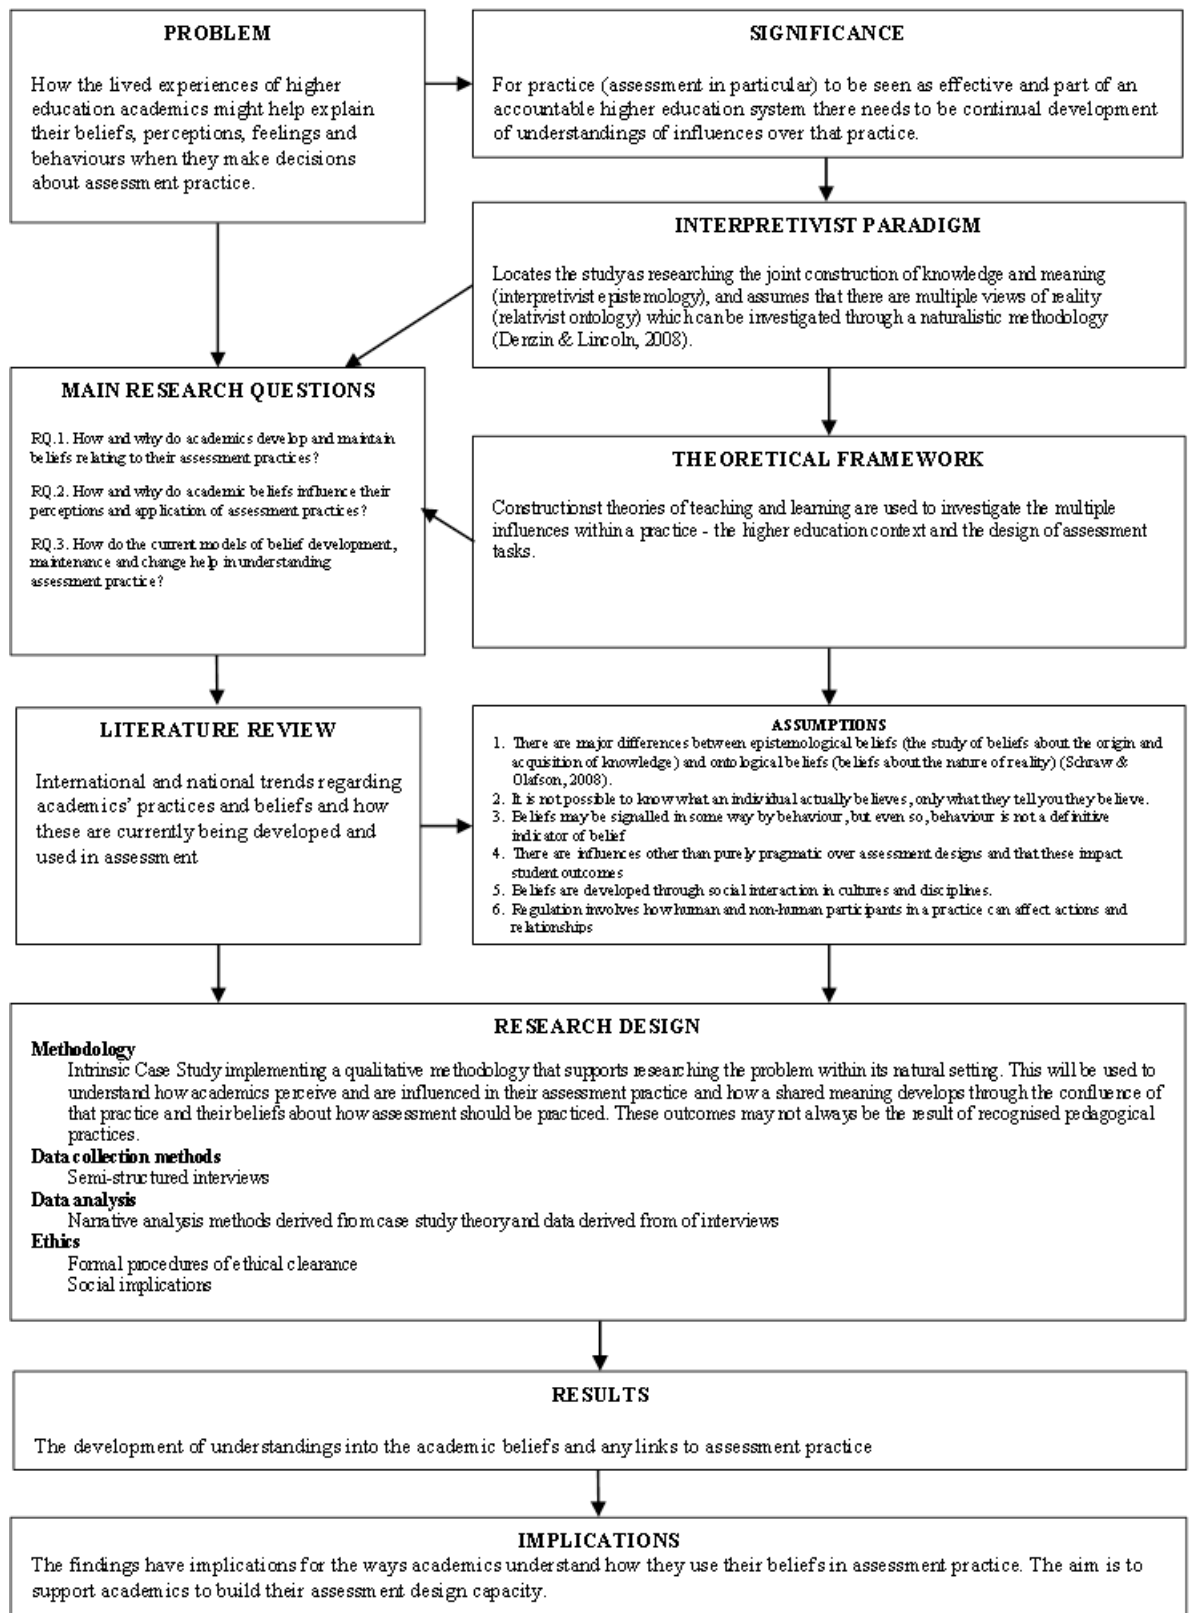 PROBLEM
How the lived experiences of higher
education academics might help explain
their beliefs, perceptions, feelings and
behaviours when they make decisions
about assessment practice.
SIGNIFICANCE
For practice (assessment in particular) to be seen as effective and part of an
accountable higher education system there needs to be continual development
of understandings of influences over that practice.
INTERPRETIVIST PARADIGM
Locates the study as researching the joint construction of knowledge and meaning
(interpretivist epistemology), and assumes that there are multiple views of reality
(relativist ontology) which can be investigated through a naturalistic methodology
(Denzin & Lincoln, 2008).
MAIN RESEARCH QUESTIONS
RQ.1. How and why do academics develop and maintain
beliefs relating to their assessment practices?
RQ.2. How and why do academic beliefs influence their
perceptions and application of assessment practices?
RQ.3. How do the current models of belief development,
maintenance and change help in understanding
assessment practice?
THEORETICAL FRAMEWORK
Constructionst theories of teaching and learning are used to investigate the multiple
influences within a practice - the higher education context and the design of assessment
tasks.
LITERATURE REVIEW
International and national trends regarding
academics' practices and beliefs and how
these are currently being developed and
used in assessment
ASSUMPTIONS
1. There are major differences between epistemological beliefs (the study of beliefs about the origin and
acquisition of knowledge) and ontological beliefs (beliefs about the nature of reality) (Schraw &
Olafson, 2008).
2. It is not possible to know what an individual actually believes, only what they tell you they believe.
3. Beliefs may be signalled in some way by behaviour, but even so, behaviour is not a definitive
indicator of belief
4. There are influences other than purely pragmatic over assessment designs and that these impact
student outcomes
5. Beliefs are developed through social interaction in cultures and disciplines.
6. Regulation involves how human and non-human participants in a practice can affect actions and
relationships
RESEARCH DESIGN
Methodology
Intrinsic Case Study implementing a qualitative methodology that supports researching the problem within its natural setting. This will be used to
understand how academics perceive and are influenced in their assessment practice and how a shared meaning develops through the confluence of
that practice and their beliefs about how assessment should be practiced. These outcomes may not always be the result of recognised pedagogical
practices.
Data collection methods
Semi-structured interviews
Data analysis
Narrative analysis methods derived from case study theory and data derived from of interviews
Ethics
Formal procedures of ethical clearance
Social implications
RESULTS
The development of understandings into the academic beliefs and any links to assessment practice
IMPLICATIONS
The findings have implications for the ways academics understand how they use their beliefs in assessment practice. The aim is to
support academics to build their assessment design capacity.